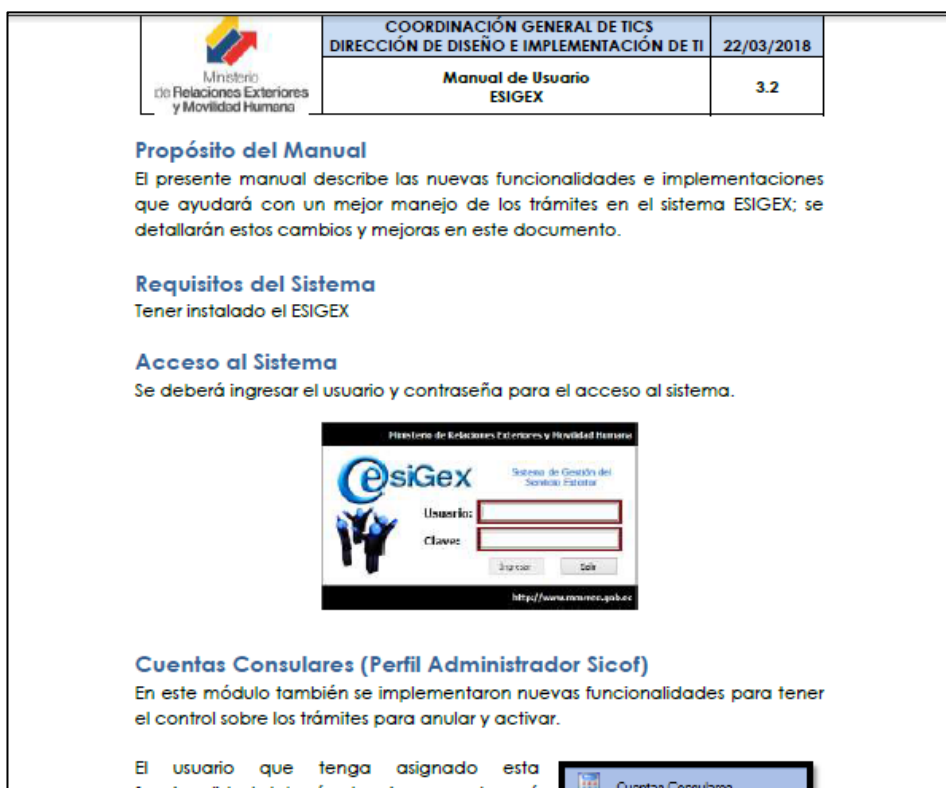 COORDINACIÓN GENERAL DE TICS
DIRECCIÓN DE DISEÑO E IMPLEMENTACIÓN DE TI
22/03/2018
Ministerio
de Relaciones Exteriores
y Movilidad Humana
Manual de Usuario
ESIGEX
3.2
Propósito del Manual
El presente manual describe las nuevas funcionalidades e implementaciones
que ayudará con un mejor manejo de los trámites en el sistema ESIGEX; se
detallarán estos cambios y mejoras en este documento.
Requisitos del Sistema
Tener instalado el ESIGEX
Acceso al Sistema
Se deberá ingresar el usuario y contraseña para el acceso al sistema.
Ministerio de Relaciones Exteriores y Movilidad Humana
esiGex
Sistema de Gestión del
Servicio Exterior
Usuario:
Clave:
Ingresar
Salir
Cuentas Consulares (Perfil Administrador Sicof)
En este módulo también se implementaron nuevas funcionalidades para tener
el control sobre los trámites para anular y activar.
El usuario que tenga asignado esta
Cuentas Consulares